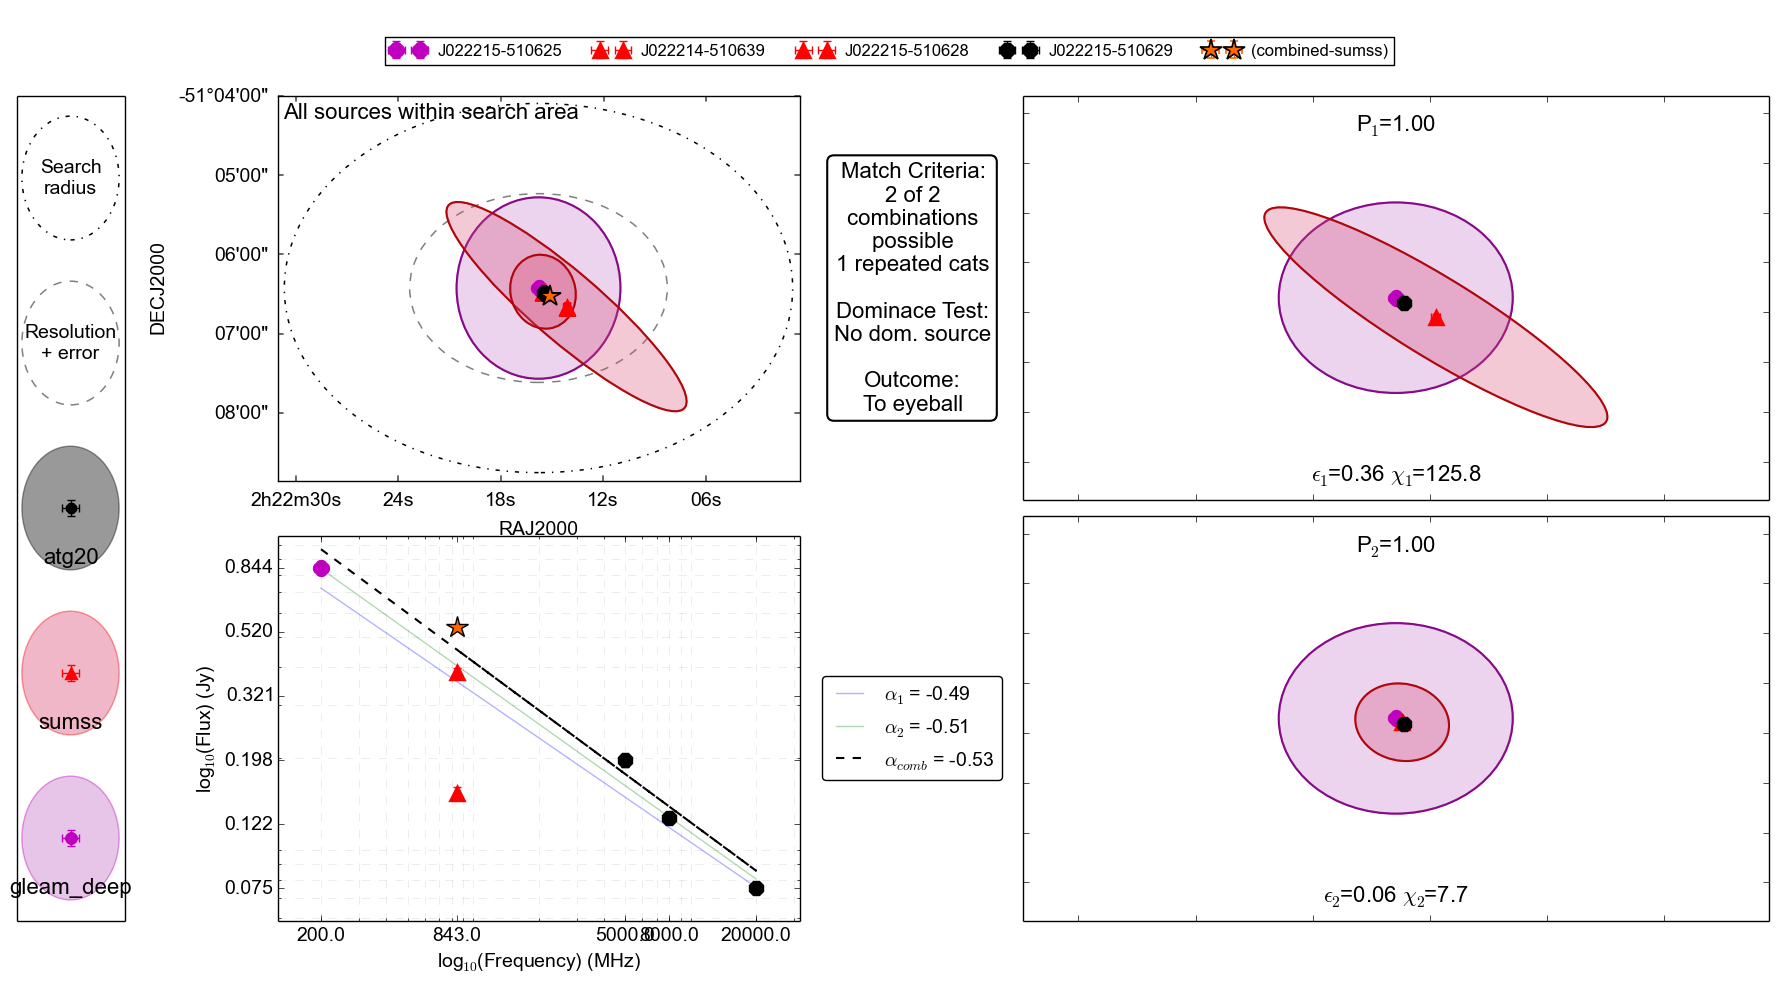 J022215-510625 J022214-510639 J022215-510628 J022215-510629 (combined-sumss)
Search
radius
Resolution
+ error
atg20
sumss
gleam_deep
All sources within search area
-51°04'00"
05'00"
06'00"
07'00"
08'00"
DECJ2000
2h22m30s 24s 18s 12s 06s
RAJ2000
Match Criteria:
2 of 2
combinations
possible
1 repeated cats
Dominace Test:
No dom. source
Outcome:
To eyeball
P₁=1.00
ϵ₁=0.36 χ₁=125.8
0.844
0.520
0.321
0.198
0.122
0.075
log₁₀(Flux) (Jy)
200.0 843.0 5000.0 8000.0 20000.0
log₁₀(Frequency) (MHz)
α₁ = -0.49
α₂ = -0.51
α_comb = -0.53
P₂=1.00
ϵ₂=0.06 χ₂=7.7